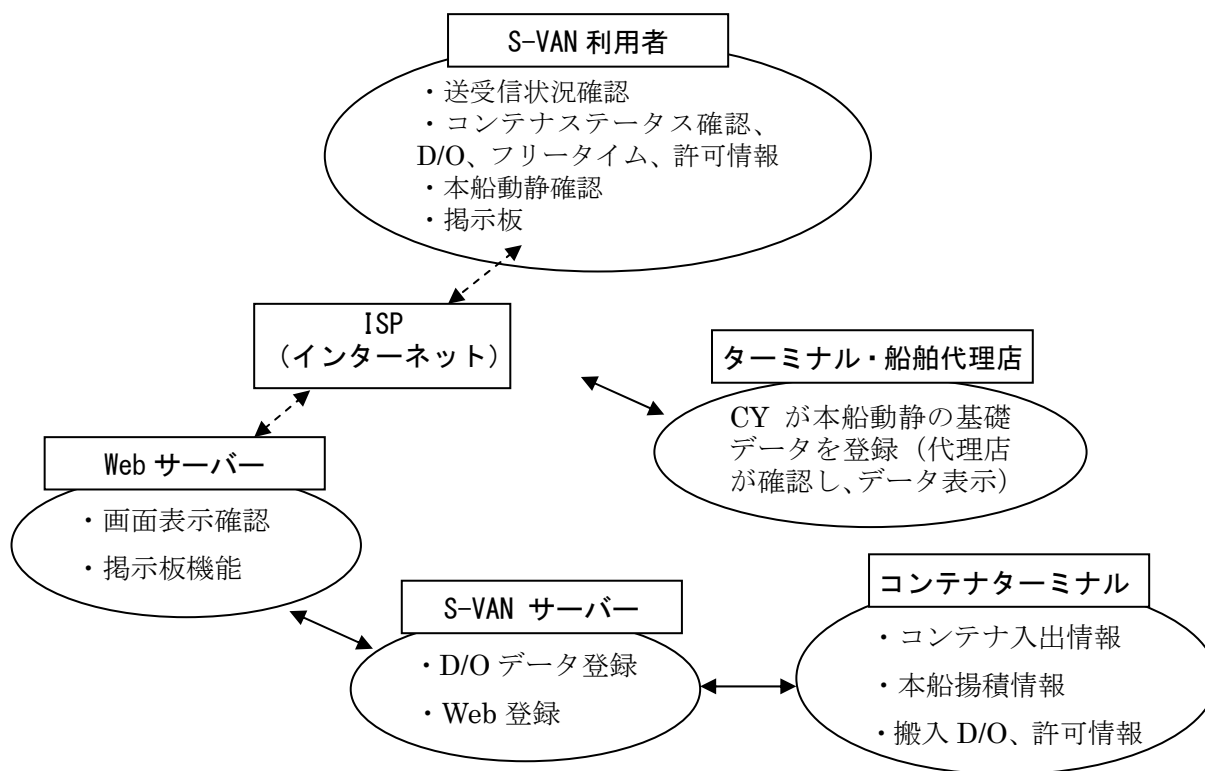 S-VAN 利用者
・送受信状況確認
・コンテナステータス確認、
D/O、フリータイム、許可情報
・本船動静確認
・掲示板
ISP
（インターネット）
ターミナル・船舶代理店
CY が本船動静の基礎
データを登録（代理店
が確認し、データ表示）
Web サーバー
・画面表示確認
・掲示板機能
S-VAN サーバー
・D/O データ登録
・Web 登録
コンテナターミナル
・コンテナ入出情報
・本船揚積情報
・搬入 D/O、許可情報